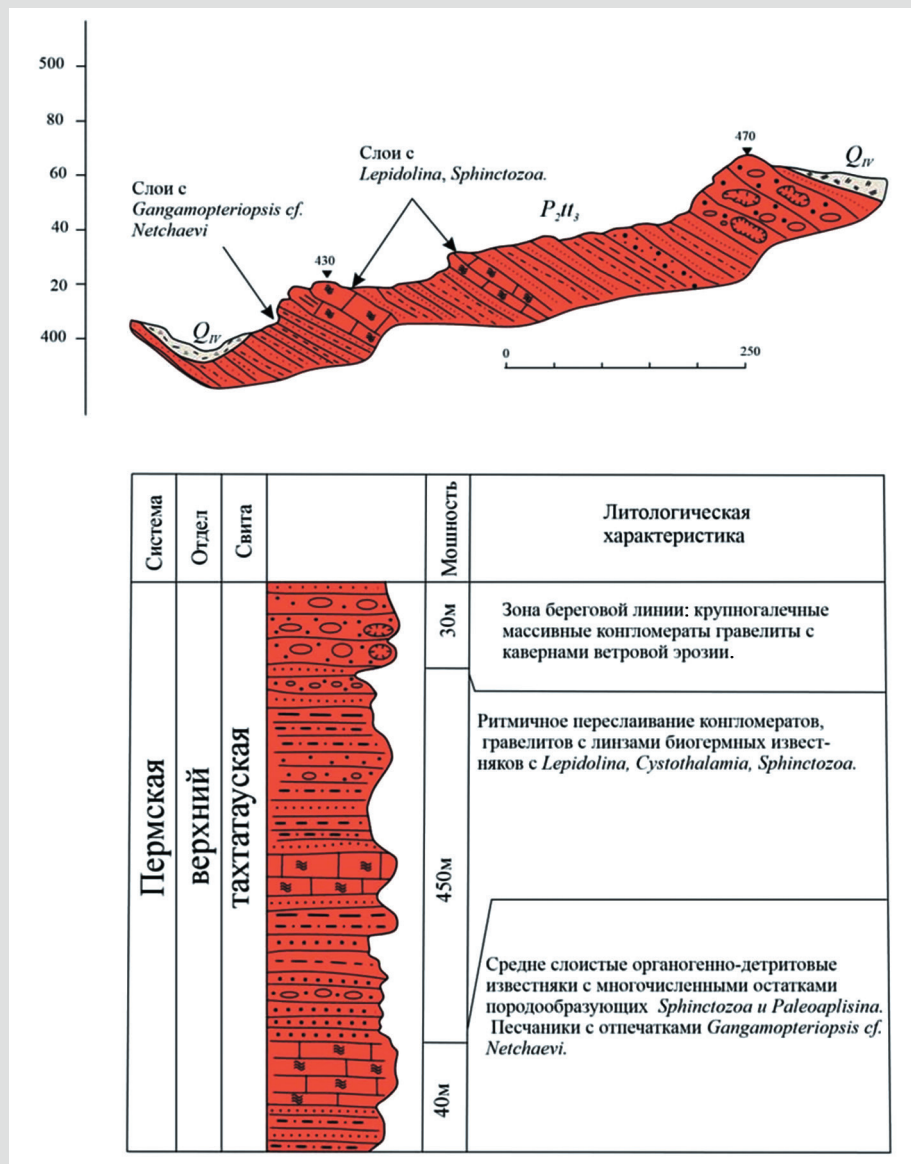 500
80
60
40
20
400
Слои с
Gangamopteriopsis cf.
Netchaevi
Слои с
Lepidolina, Sphinctozoa.
430
470
P₂tt₃
Q_IV
Q_IV
0
250
Система
Отдел
Свита
Мошность
Литологическая
характеристика
Пермская
верхний
тахтатауская
30м
Зона береговой линии: крупногалечные
массивные конгломераты гравелиты с
кавернами ветровой эрозии.
450м
Ритмичное переслаивание конгломератов,
гравелитов с линзами биогермных извест-
няков с Lepidolina, Cystothalamia, Sphinctozoa.
40м
Средне слоистые органогенно-детритовые
известняки с многочисленными остатками
породообразующих Sphinctozoa и Paleoaplisina.
Песчаники с отпечатками Gangamopteriopsis cf.
Netchaevi.